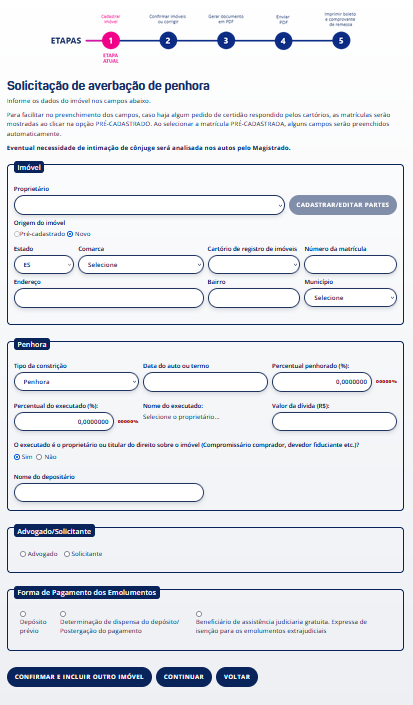 Cadastrar imóvel
Confirmar imóveis ou corrigir
Gerar documento em PDF
Enviar PDF
Imprimir boleto e comprovante de remessa
ETAPAS 1 2 3 4 5
ETAPA ATUAL
Solicitação de averbação de penhora
Informe os dados do imóvel nos campos abaixo.
Para facilitar no preenchimento dos campos, caso haja algum pedido de certidão respondido pelos cartórios, as matrículas serão
mostradas ao clicar na opção PRÉ-CADASTRADO. Ao selecionar a matrícula PRÉ-CADASTRADA, alguns campos serão preenchidos
automaticamente.
Eventual necessidade de intimação de cônjuge será analisada nos autos pelo Magistrado.
Imóvel
Proprietário
CADASTRAR/EDITAR PARTES
Origem do imóvel
Pré-cadastrado Novo
Estado Comarca Cartório de registro de imóveis Número da matrícula
ES Selecione
Endereço Bairro Município
Selecione
Penhora
Tipo da constrição Data do auto ou termo Percentual penhorado (%):
Penhora 0,0000000 00000%
Percentual do executado (%): Nome do executado: Valor da dívida (R$):
0,0000000 00000% Selecione o proprietário...
O executado é o proprietário ou titular do direito sobre o imóvel (Compromissário comprador, devedor fiduciante etc.)?
Sim Não
Nome do depositário
Advogado/Solicitante
Advogado Solicitante
Forma de Pagamento dos Emolumentos
Depósito prévio
Determinação de dispensa do depósito/ Postergação do pagamento
Beneficiário de assistência judiciaria gratuita. Expressa de isenção para os emolumentos extrajudiciais
CONFIRMAR E INCLUIR OUTRO IMÓVEL CONTINUAR VOLTAR